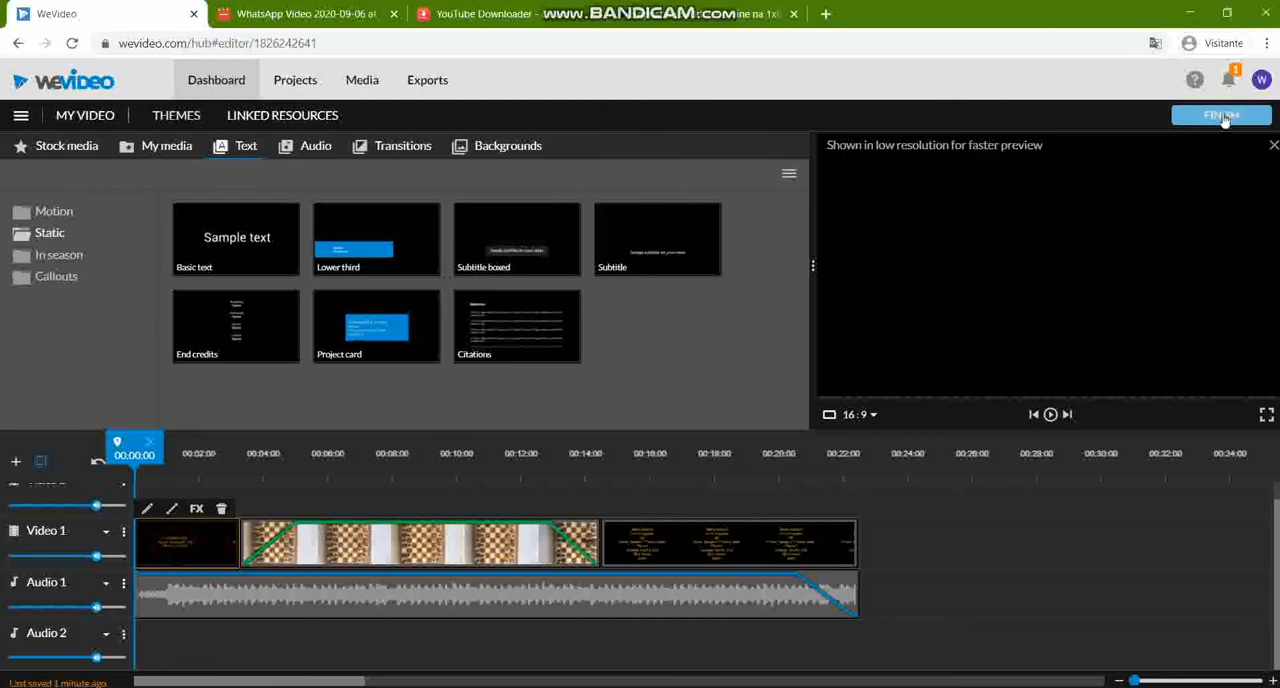 WeVideo
WhatsApp Video 2020-09-06 at
YouTube Downloader -
www.BANDICAM.com
ine na 1xb
wevideo.com/hub#editor/1826242641
Visitante
WEVIDEO
Dashboard
Projects
Media
Exports
1
W
MY VIDEO
THEMES
LINKED RESOURCES
FINISH
Stock media
My media
Text
Audio
Transitions
Backgrounds
Shown in low resolution for faster preview
Motion
Static
In season
Callouts
Sample text
Basic text
Lower third
Subtitle boxed
Subtitle
End credits
Project card
Citations
16:9
00:00:00
00:02:00
00:04:00
00:06:00
00:08:00
00:10:00
00:12:00
00:14:00
00:16:00
00:18:00
00:20:00
00:22:00
00:24:00
00:26:00
00:28:00
00:30:00
00:32:00
00:34:00
FX
Video 1
Audio 1
Audio 2
Last saved 1 minute ago.